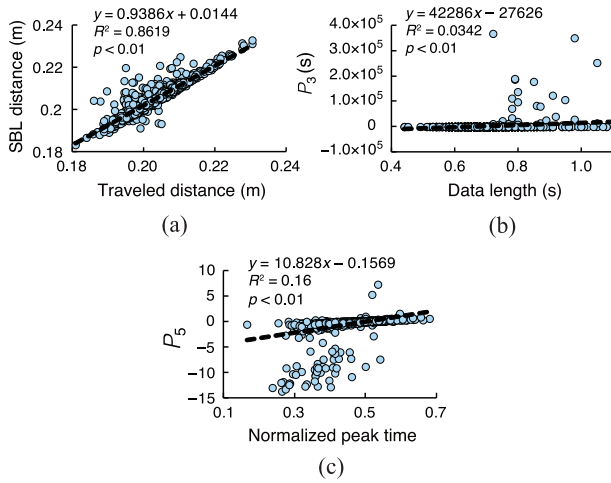 y = 0.9386x + 0.0144
R² = 0.8619
p < 0.01
SBL distance (m)
0.24
0.22
0.20
0.18
0.18 0.20 0.22 0.24
Traveled distance (m)
(a)
y = 42286x − 27626
R² = 0.0342
p < 0.01
P₃ (s)
4.0×10⁵
3.0×10⁵
2.0×10⁵
1.0×10⁵
0
−1.0×10⁵
0.4 0.6 0.8 1.0
Data length (s)
(b)
y = 10.828x − 0.1569
R² = 0.16
p < 0.01
P₅
10
5
0
−5
−10
−15
0.1 0.3 0.5 0.7
Normalized peak time
(c)